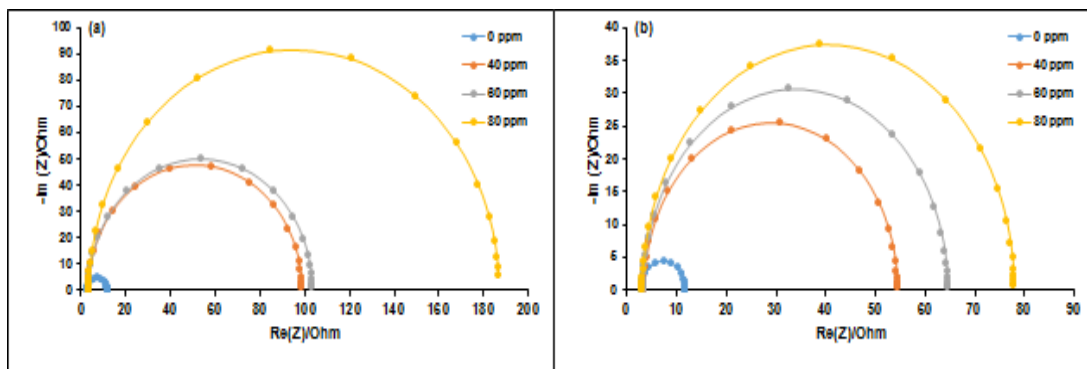 (a)
100
90
80
70
60
50
40
30
20
10
0
-Im (Z)/Ohm
0 20 40 60 80 100 120 140 160 180 200
Re(Z)/Ohm
0 ppm
40 ppm
60 ppm
80 ppm
(b)
40
35
30
25
20
15
10
5
0
-Im (Z)/Ohm
0 10 20 30 40 50 60 70 80 90
Re(Z)/Ohm
0 ppm
40 ppm
60 ppm
80 ppm